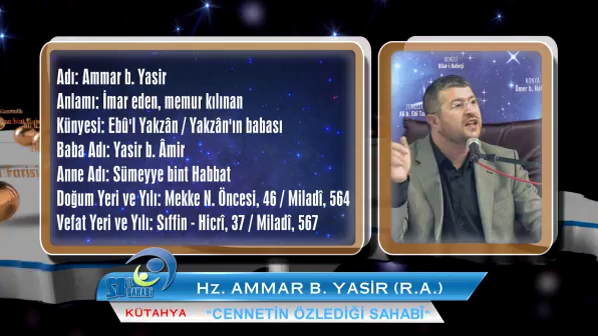 Adı: Ammar b. Yasir
Anlamı: İmar eden, memur kılınan
Künyesi: Ebû'l Yakzân / Yakzân'ın babası
Baba Adı: Yasir b. Âmir
Anne Adı: Sümeyye bint Habbat
Doğum Yeri ve Yılı: Mekke N. Öncesi, 46 / Miladî, 564
Vefat Yeri ve Yılı: Sıffin - Hicrî, 37 / Miladî, 567
KONYA
Hz. AMMAR B. YASİR (R.A.)
KÜTAHYA "CENNETİN ÖZLEDİĞİ SAHABİ"